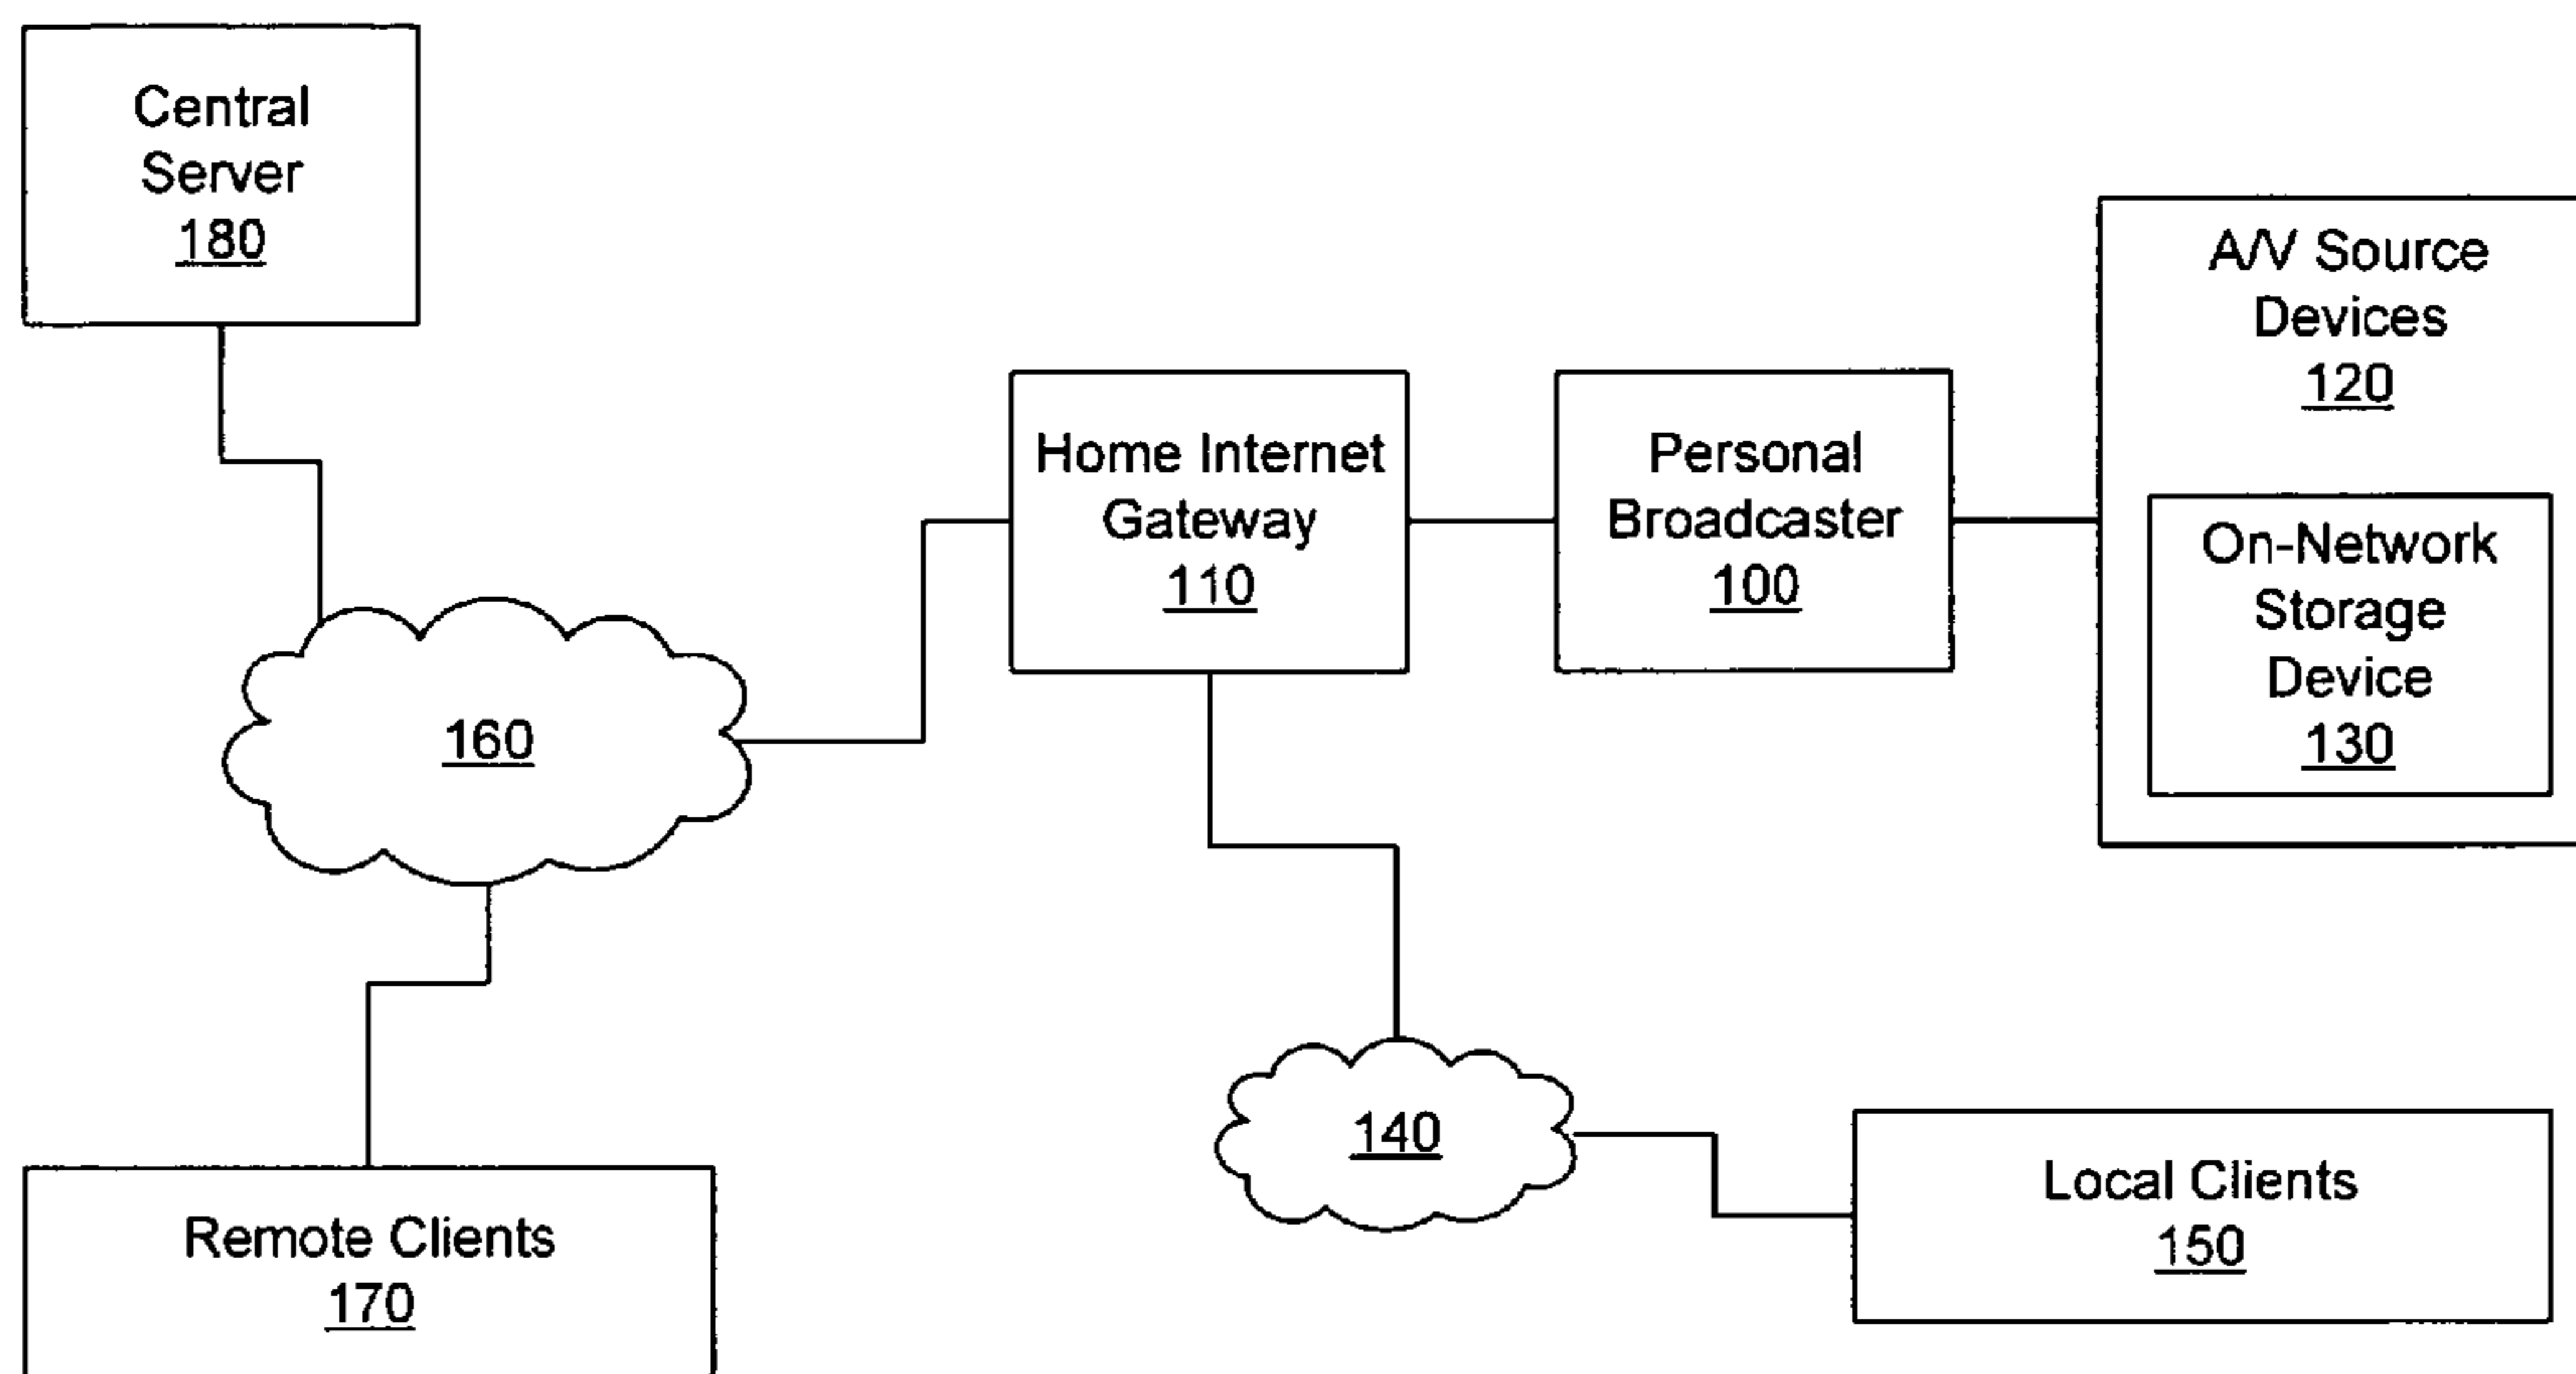 Central
Server
180
A/V Source
Devices
120
Home Internet
Gateway
110
Personal
Broadcaster
100
On-Network
Storage
Device
130
160
140
Local Clients
150
Remote Clients
170